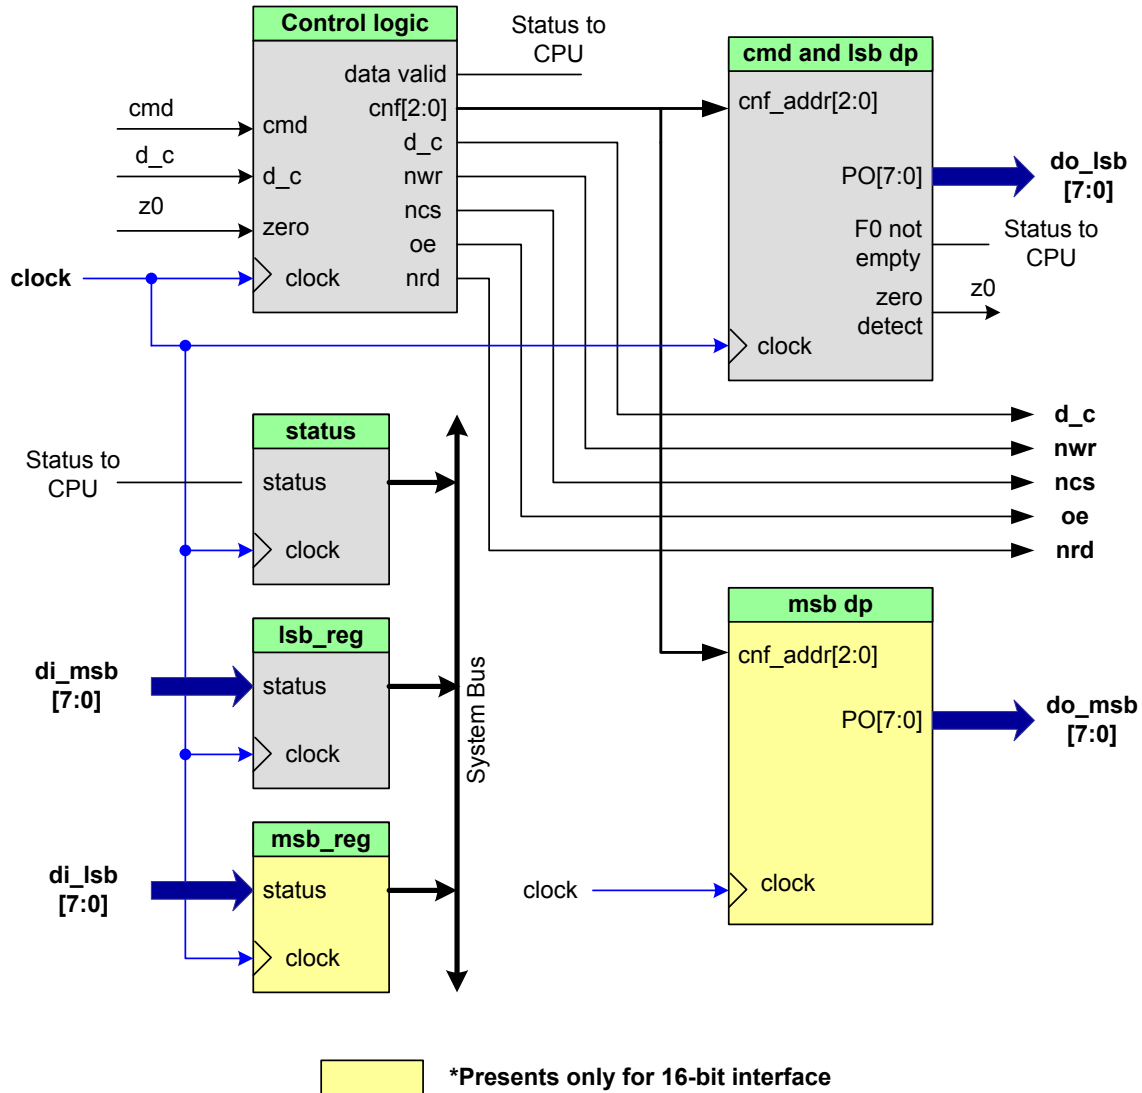 Control logic
Status to
CPU
data valid
cnf[2:0]
cmd
cmd
d_c
d_c
d_c
nwr
z0
ncs
zero
oe
clock
clock
nrd
cmd and lsb dp
cnf_addr[2:0]
PO[7:0]
do_lsb
[7:0]
F0 not
empty
Status to
CPU
zero
detect
z0
clock
d_c
nwr
ncs
oe
nrd
status
Status to
CPU
status
clock
lsb_reg
di_msb
[7:0]
status
clock
System Bus
msb_reg
di_lsb
[7:0]
status
clock
msb dp
cnf_addr[2:0]
PO[7:0]
do_msb
[7:0]
clock
clock
*Presents only for 16-bit interface